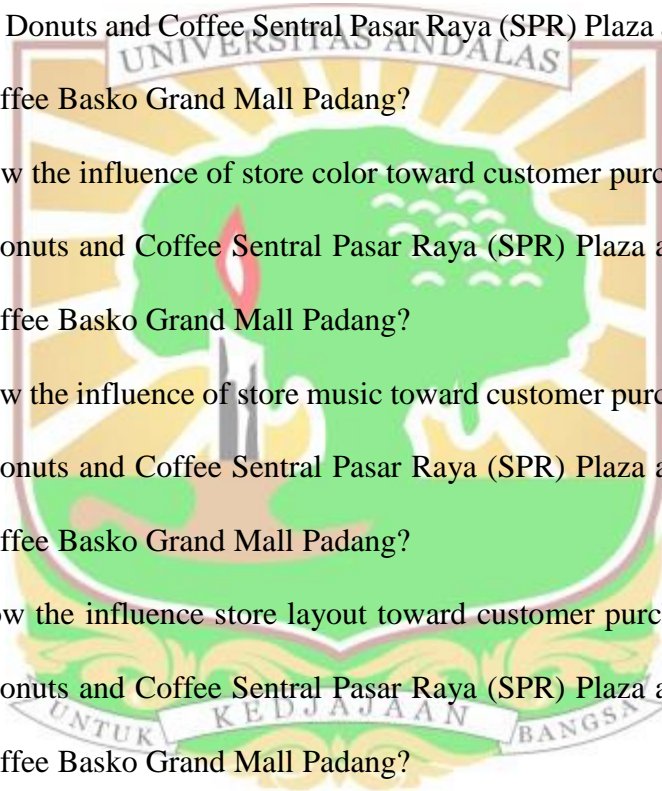 Donuts and Coffee Sentral Pasar Raya (SPR) Plaza
UNIVERSITAS ANDALAS
ffee Basko Grand Mall Padang?
w the influence of store color toward customer purc
onuts and Coffee Sentral Pasar Raya (SPR) Plaza a
ffee Basko Grand Mall Padang?
w the influence of store music toward customer purc
onuts and Coffee Sentral Pasar Raya (SPR) Plaza a
ffee Basko Grand Mall Padang?
ow the influence store layout toward customer purc
onuts and Coffee Sentral Pasar Raya (SPR) Plaza a
UNTUK KEDJAJAAN BANGSA
ffee Basko Grand Mall Padang?